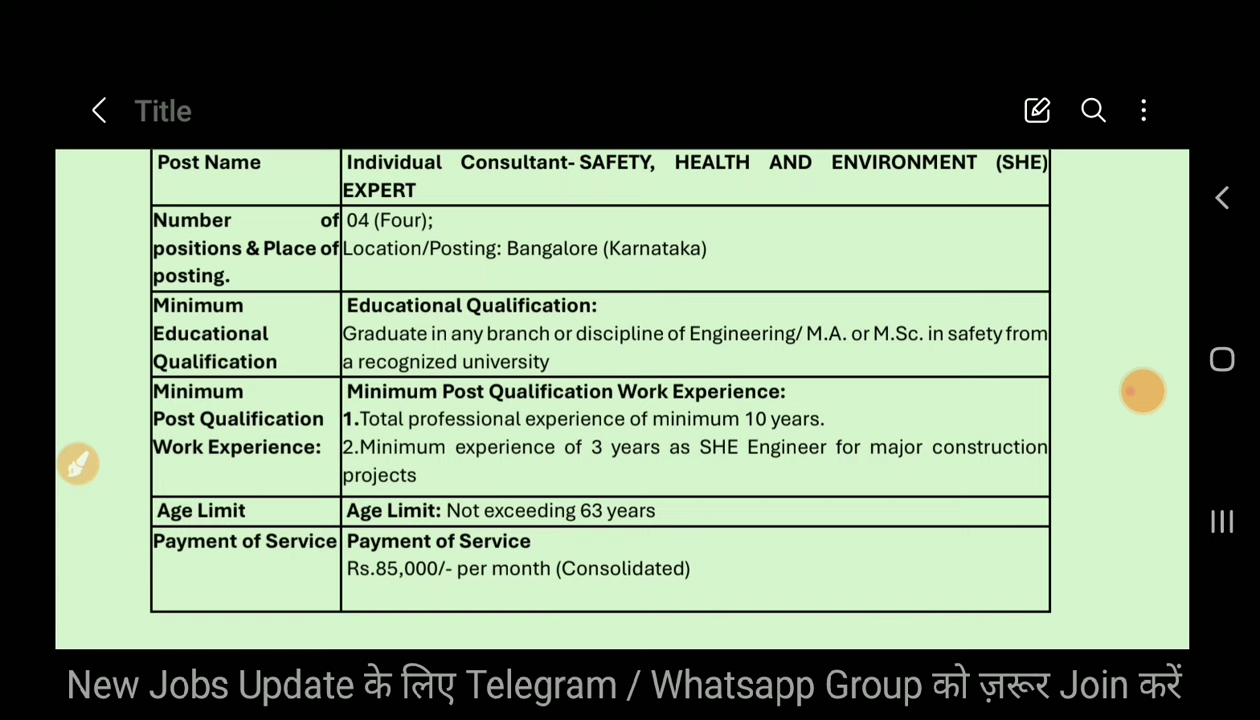 Title
Post Name
Individual Consultant- SAFETY, HEALTH AND ENVIRONMENT (SHE)
EXPERT
Number of
positions & Place of
posting.
04 (Four);
Location/Posting: Bangalore (Karnataka)
Minimum
Educational
Qualification
Educational Qualification:
Graduate in any branch or discipline of Engineering/ M.A. or M.Sc. in safety from
a recognized university
Minimum
Post Qualification
Work Experience:
Minimum Post Qualification Work Experience:
1.Total professional experience of minimum 10 years.
2.Minimum experience of 3 years as SHE Engineer for major construction
projects
Age Limit
Age Limit: Not exceeding 63 years
Payment of Service
Payment of Service
Rs.85,000/- per month (Consolidated)
New Jobs Update के लिए Telegram / Whatsapp Group को ज़रूर Join करें